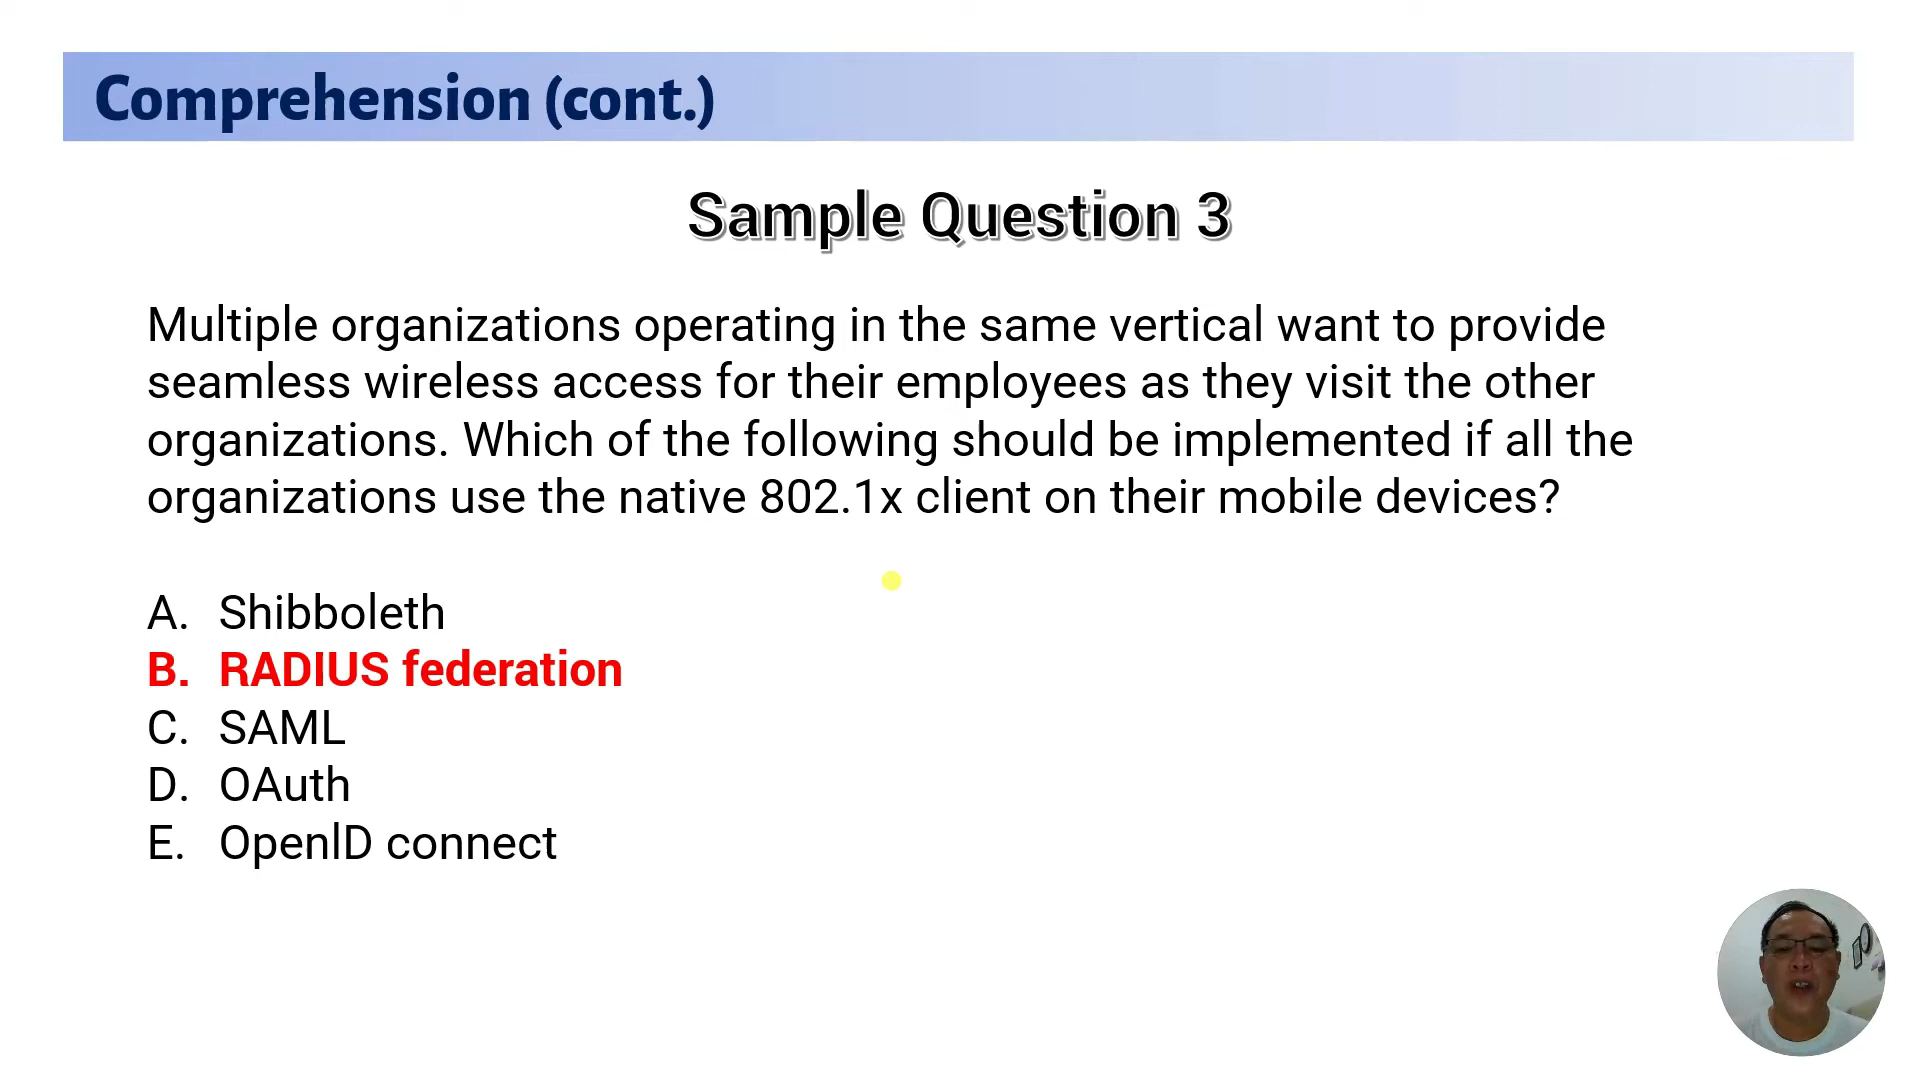 Comprehension (cont.)
Sample Question 3
Multiple organizations operating in the same vertical want to provide
seamless wireless access for their employees as they visit the other
organizations. Which of the following should be implemented if all the
organizations use the native 802.1x client on their mobile devices?
A. Shibboleth
B. RADIUS federation
C. SAML
D. OAuth
E. OpenlD connect